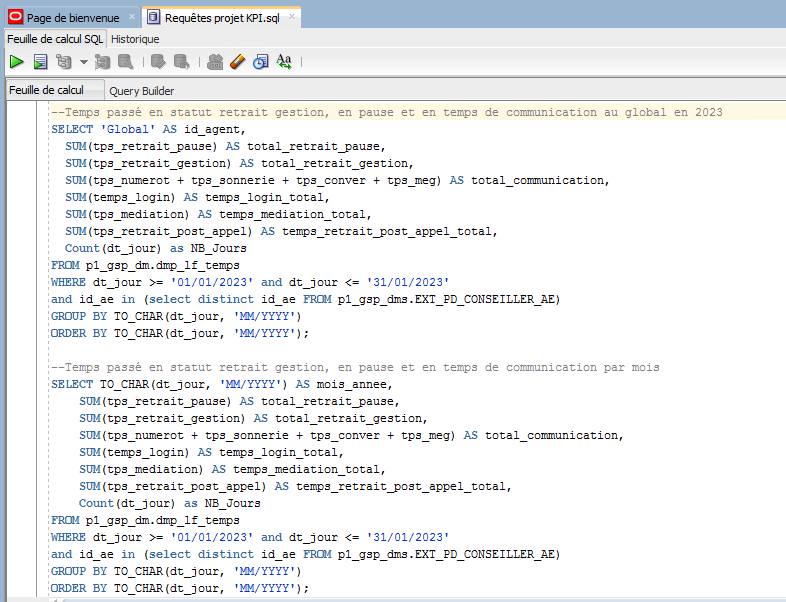 Page de bienvenue
Requêtes projet KPI.sql
Feuille de calcul SQL Historique
Aa
Feuille de calcul Query Builder
--Temps passé en statut retrait gestion, en pause et en temps de communication au global en 2023
SELECT 'Global' AS id_agent,
SUM(tps_retrait_pause) AS total_retrait_pause,
SUM(tps_retrait_gestion) AS total_retrait_gestion,
SUM(tps_numerot + tps_sonnerie + tps_conver + tps_meg) AS total_communication,
SUM(temps_login) AS temps_login_total,
SUM(tps_mediation) AS temps_mediation_total,
SUM(tps_retrait_post_appel) AS temps_retrait_post_appel_total,
Count(dt_jour) as NB_Jours
FROM p1_gsp_dm.dmp_lf_temps
WHERE dt_jour >= '01/01/2023' and dt_jour <= '31/01/2023'
and id_ae in (select distinct id_ae FROM p1_gsp_dms.EXT_PD_CONSEILLER_AE)
GROUP BY TO_CHAR(dt_jour, 'MM/YYYY')
ORDER BY TO_CHAR(dt_jour, 'MM/YYYY');
--Temps passé en statut retrait gestion, en pause et en temps de communication par mois
SELECT TO_CHAR(dt_jour, 'MM/YYYY') AS mois_annee,
SUM(tps_retrait_pause) AS total_retrait_pause,
SUM(tps_retrait_gestion) AS total_retrait_gestion,
SUM(tps_numerot + tps_sonnerie + tps_conver + tps_meg) AS total_communication,
SUM(temps_login) AS temps_login_total,
SUM(tps_mediation) AS temps_mediation_total,
SUM(tps_retrait_post_appel) AS temps_retrait_post_appel_total,
Count(dt_jour) as NB_Jours
FROM p1_gsp_dm.dmp_lf_temps
WHERE dt_jour >= '01/01/2023' and dt_jour <= '31/01/2023'
and id_ae in (select distinct id_ae FROM p1_gsp_dms.EXT_PD_CONSEILLER_AE)
GROUP BY TO_CHAR(dt_jour, 'MM/YYYY')
ORDER BY TO_CHAR(dt_jour, 'MM/YYYY');